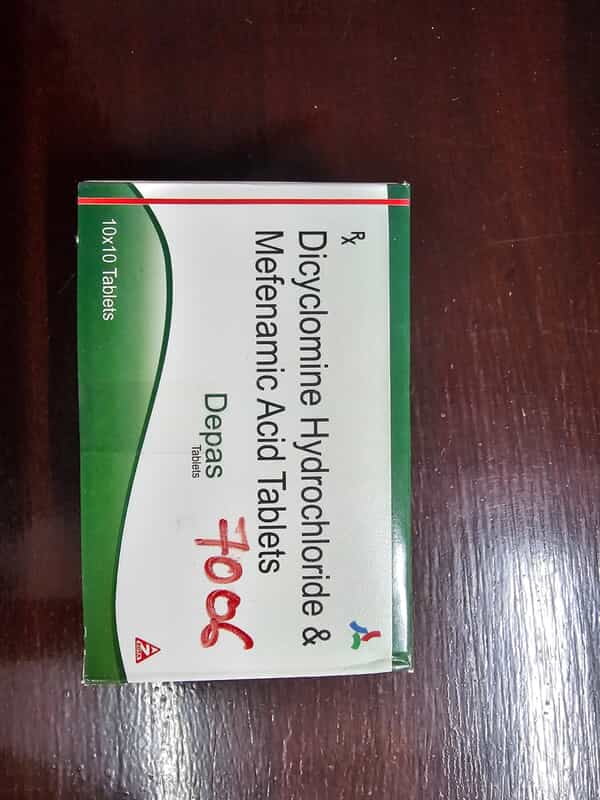 Rx
Dicyclomine Hydrochloride &
Mefenamic Acid Tablets
Depas
Tablets
7006
10x10 Tablets